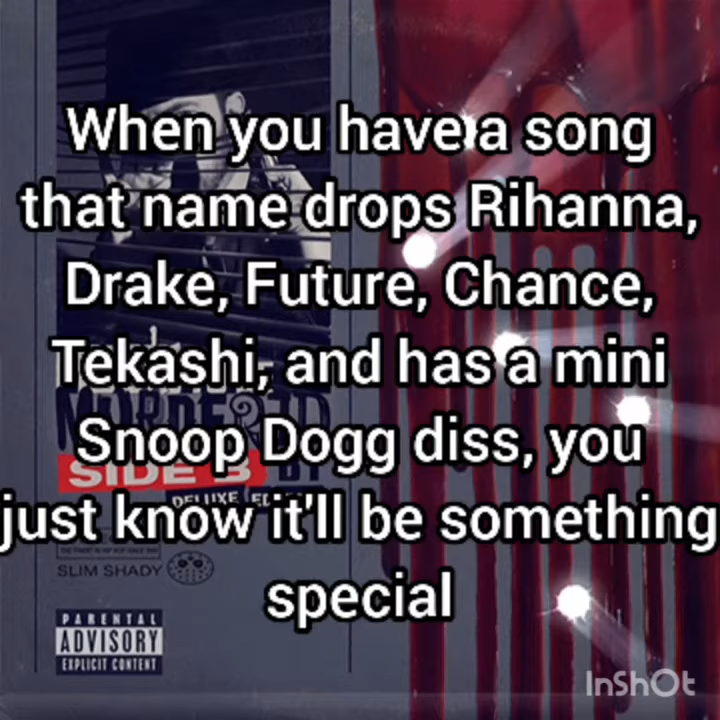 When you have a song
that name drops Rihanna,
Drake, Future, Chance,
Tekashi, and has a mini
Snoop Dogg diss, you
just know it'll be something
special
SIDE B
SLIM SHADY
PARENTAL
ADVISORY
EXPLICIT CONTENT
InShOt